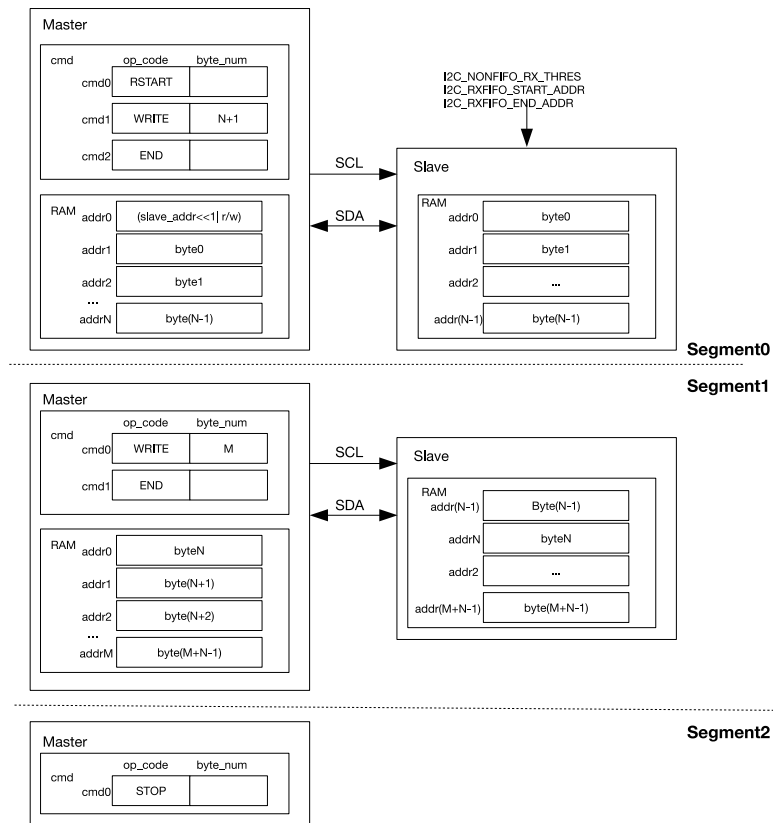 Master
cmd op_code byte_num
cmd0 RSTART
cmd1 WRITE N+1
cmd2 END
RAM
addr0 (slave_addr<<1| r/w)
addr1 byte0
addr2 byte1
...
addrN byte(N-1)
SCL
SDA
I2C_NONFIFO_RX_THRES
I2C_RXFIFO_START_ADDR
I2C_RXFIFO_END_ADDR
Slave
RAM
addr0 byte0
addr1 byte1
addr2 ...
addr(N-1) byte(N-1)
Segment0
Segment1
Master
op_code byte_num
cmd
cmd0 WRITE M
cmd1 END
RAM addr0 byteN
addr1 byte(N+1)
addr2 byte(N+2)
...
addrM byte(M+N-1)
SCL
SDA
Slave
RAM
addr(N-1) Byte(N-1)
addrN byteN
addr2 ...
addr(M+N-1) byte(M+N-1)
Segment2
Master
op_code byte_num
cmd
cmd0 STOP